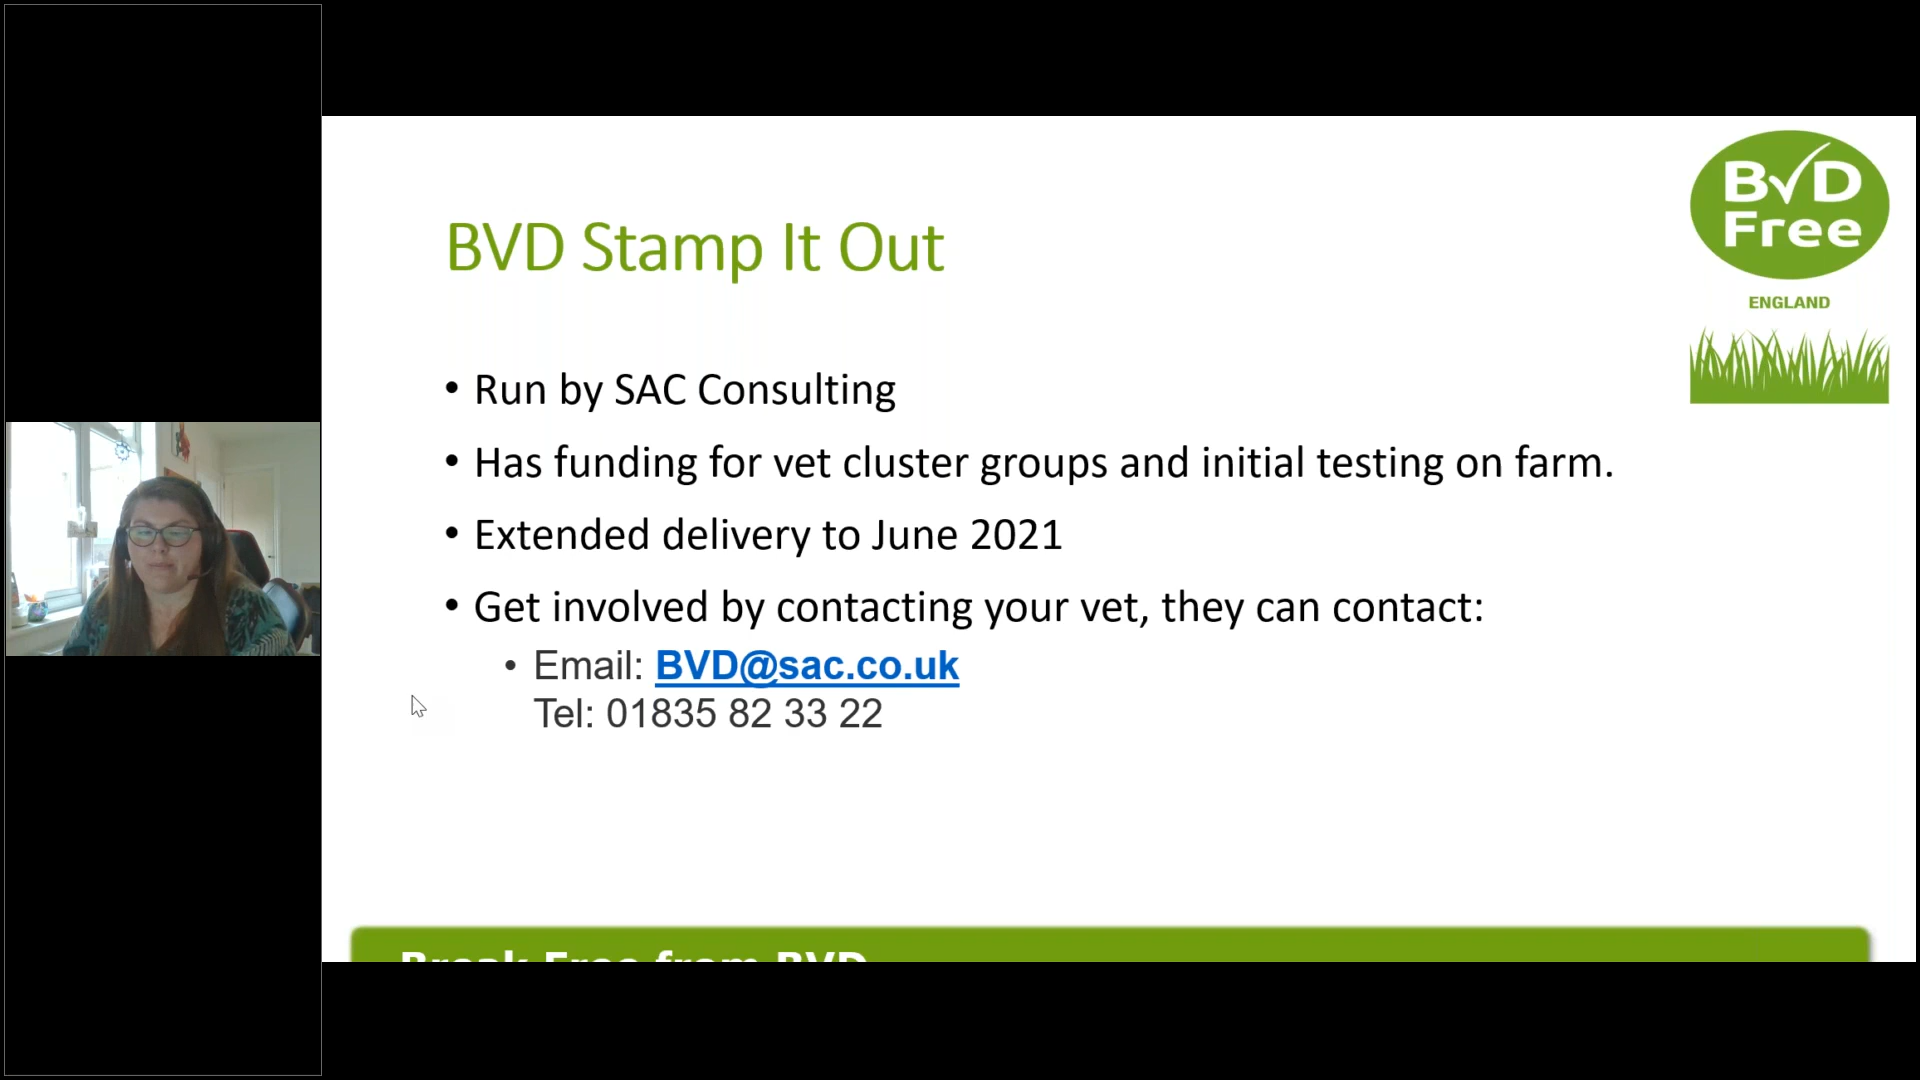 BVD Stamp It Out
• Run by SAC Consulting
• Has funding for vet cluster groups and initial testing on farm.
• Extended delivery to June 2021
• Get involved by contacting your vet, they can contact:
• Email: BVD@sac.co.uk
Tel: 01835 82 33 22
BVD
Free
ENGLAND
Break Free from BVD